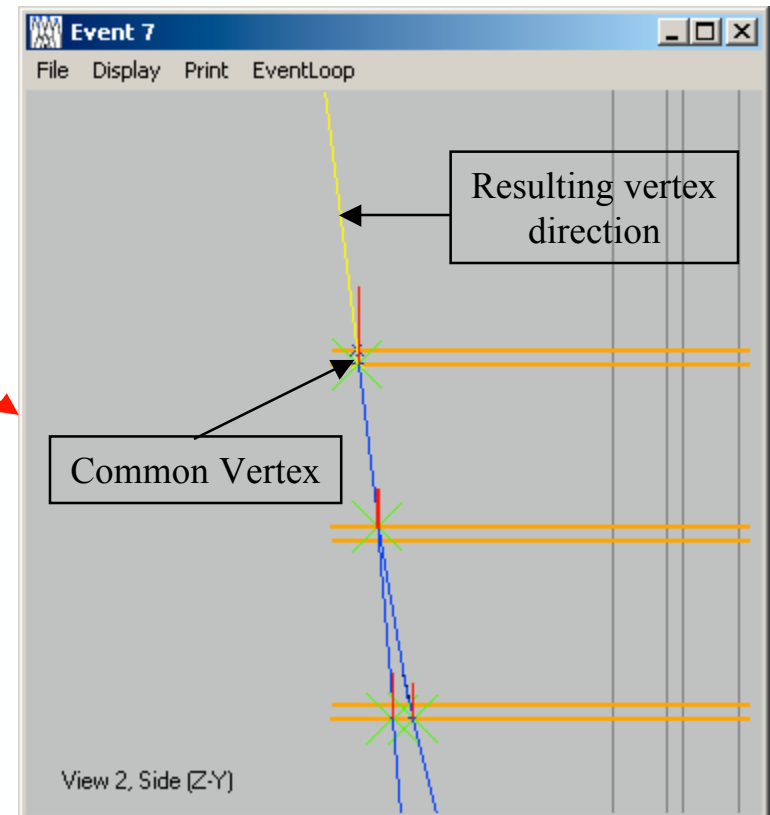 Event 7
File Display Print EventLoop
Resulting vertex
direction
Common Vertex
View 2, Side (Z-Y)